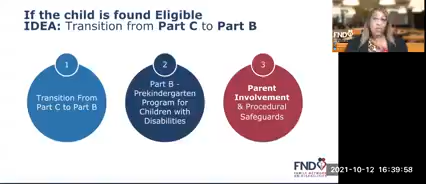 If the child is found Eligible
IDEA: Transition from Part C to Part B
1
Transition From
Part C to Part B
2
Part B -
Prekindergarten
Program for
Children with
Disabilities
3
Parent
Involvement
& Procedural
Safeguards
FND
FND
2021-10-12 16:39:58